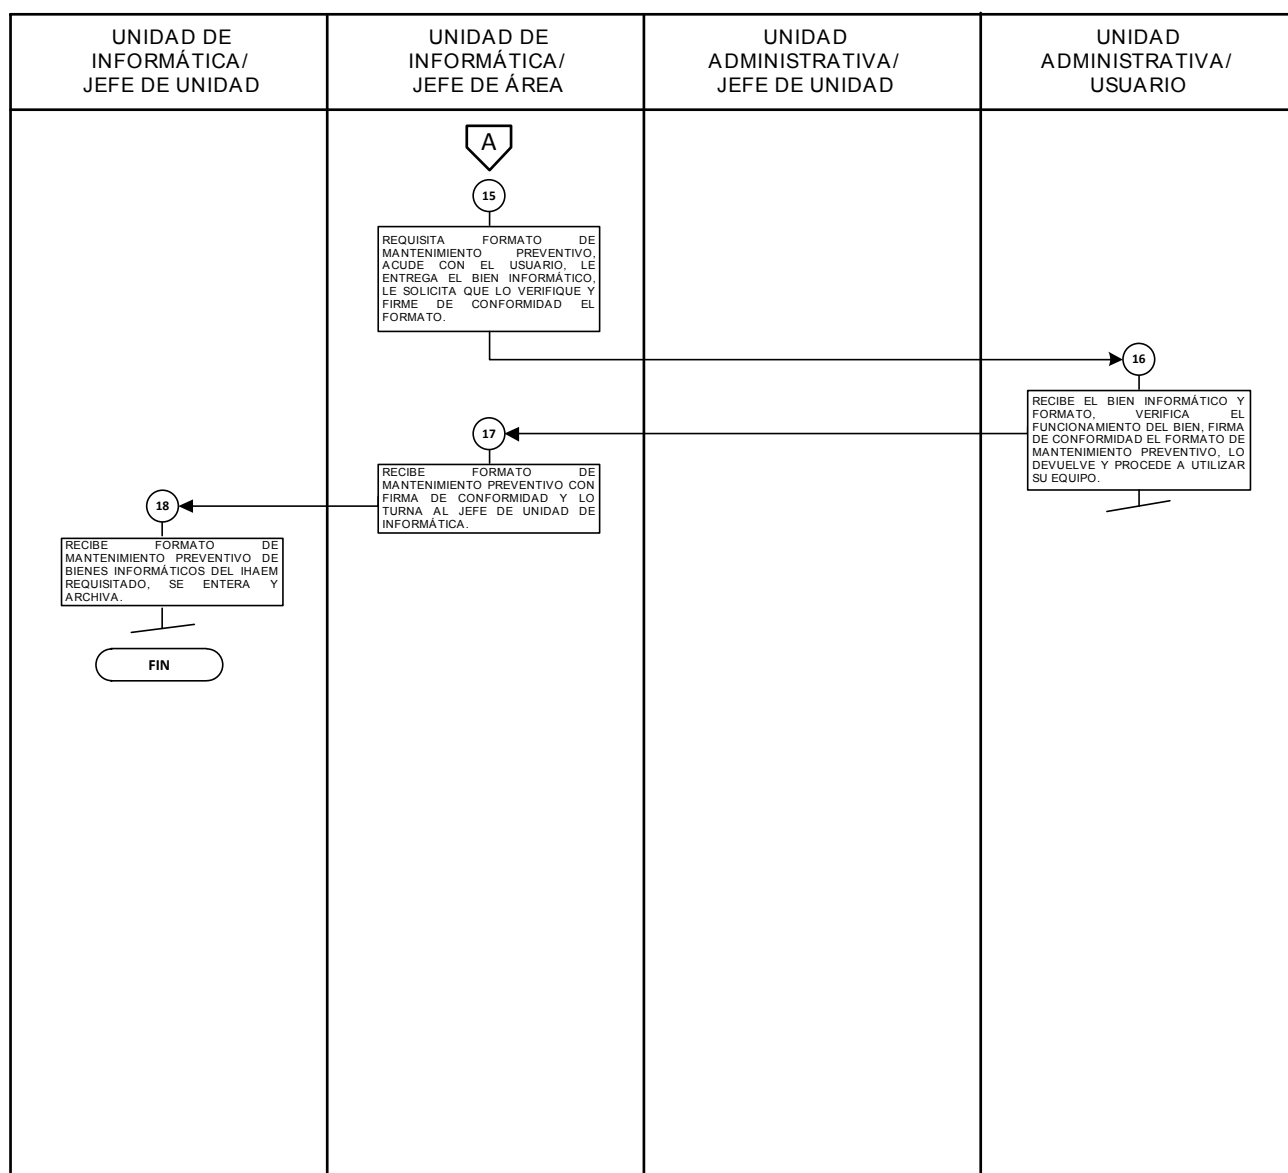 UNIDAD DE
INFORMÁTICA/
JEFE DE UNIDAD
UNIDAD DE
INFORMÁTICA/
JEFE DE ÁREA
UNIDAD
ADMINISTRATIVA/
JEFE DE UNIDAD
UNIDAD
ADMINISTRATIVA/
USUARIO
A
15
REQUISITA FORMATO DE
MANTENIMIENTO PREVENTIVO,
ACUDE CON EL USUARIO, LE
ENTREGA EL BIEN INFORMÁTICO,
LE SOLICITA QUE LO VERIFIQUE Y
FIRME DE CONFORMIDAD EL
FORMATO.
16
RECIBE EL BIEN INFORMÁTICO Y
FORMATO, VERIFICA EL
FUNCIONAMIENTO DEL BIEN, FIRMA
DE CONFORMIDAD EL FORMATO DE
MANTENIMIENTO PREVENTIVO, LO
DEVUELVE Y PROCEDE A UTILIZAR
SU EQUIPO.
17
RECIBE FORMATO DE
MANTENIMIENTO PREVENTIVO CON
FIRMA DE CONFORMIDAD Y LO
TURNA AL JEFE DE UNIDAD DE
INFORMÁTICA.
18
RECIBE FORMATO DE
MANTENIMIENTO PREVENTIVO DE
BIENES INFORMÁTICOS DEL IHAEM
REQUISITADO, SE ENTERA Y
ARCHIVA.
FIN